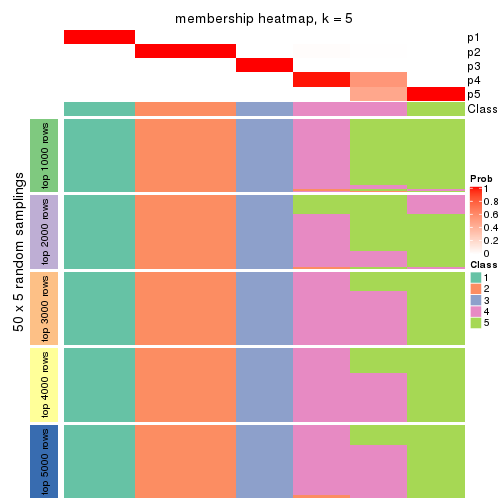 membership heatmap, k = 5
p1
p2
p3
p4
p5
Class
50 x 5 random samplings
top 1000 rows
top 2000 rows
top 3000 rows
top 4000 rows
top 5000 rows
Prob
1
0.8
0.6
0.4
0.2
0
Class
1
2
3
4
5